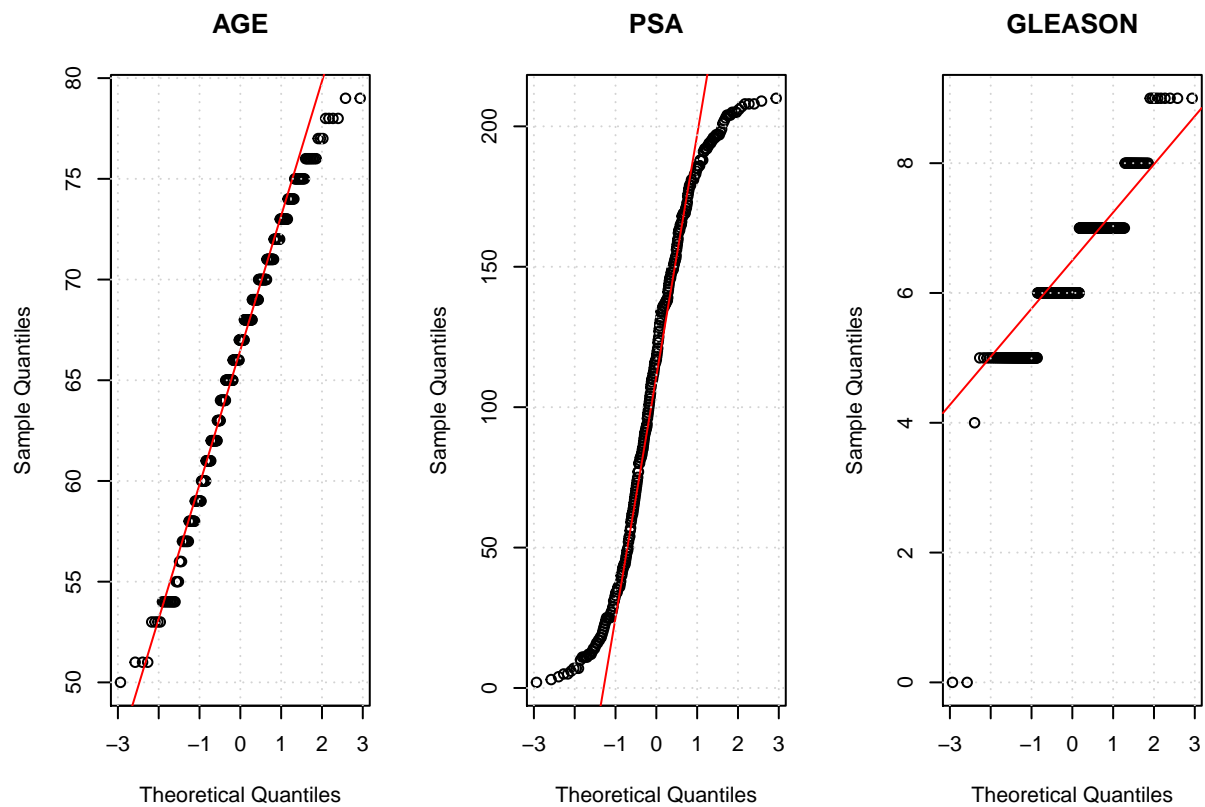 AGE
80
75
70
65
60
55
50
Sample Quantiles
−3 −1 0 1 2 3
Theoretical Quantiles
PSA
200
150
100
50
0
Sample Quantiles
−3 −1 0 1 2 3
Theoretical Quantiles
GLEASON
8
6
4
2
0
Sample Quantiles
−3 −1 0 1 2 3
Theoretical Quantiles